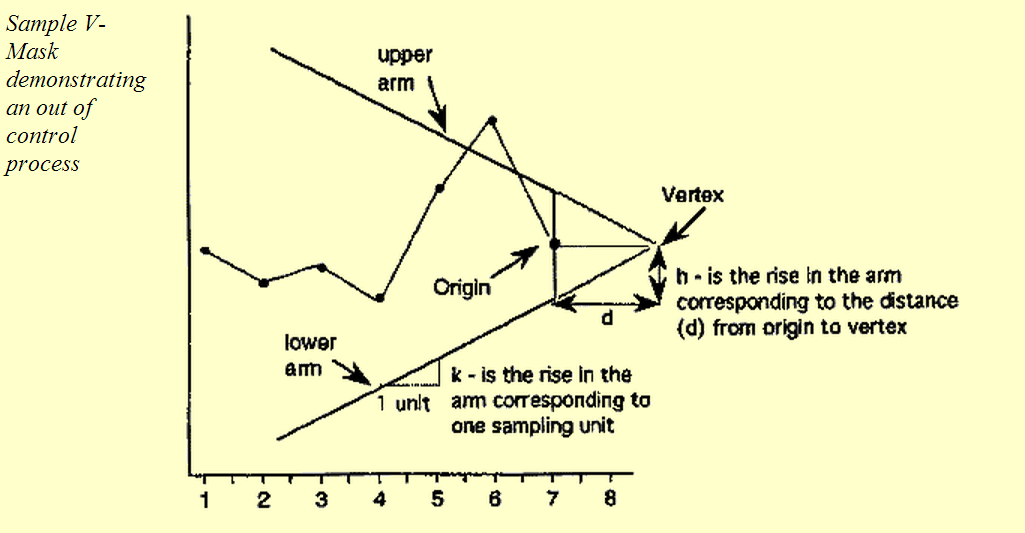 Sample V-
Mask
demonstrating
an out of
control
process
upper
arm
Vertex
Origin
h - is the rise in the arm
corresponding to the distance
(d) from origin to vertex
d
lower
arm
k - is the rise in the
arm corresponding to
one sampling unit
1 unit
1 2 3 4 5 6 7 8